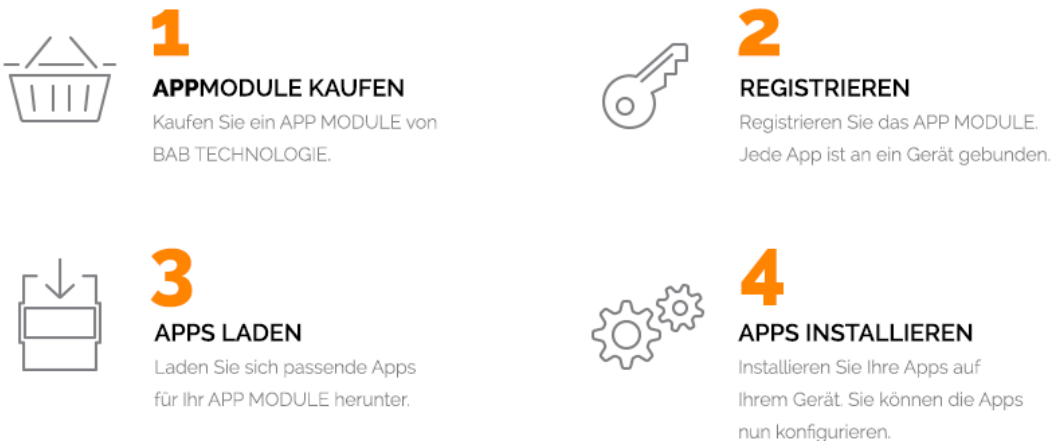 1
APPMODULE KAUFEN
Kaufen Sie ein APP MODULE von
BAB TECHNOLOGIE.
2
REGISTRIEREN
Registrieren Sie das APP MODULE.
Jede App ist an ein Gerät gebunden.
3
APPS LADEN
Laden Sie sich passende Apps
für Ihr APP MODULE herunter.
4
APPS INSTALLIEREN
Installieren Sie Ihre Apps auf
Ihrem Gerät. Sie können die Apps
nun konfigurieren.